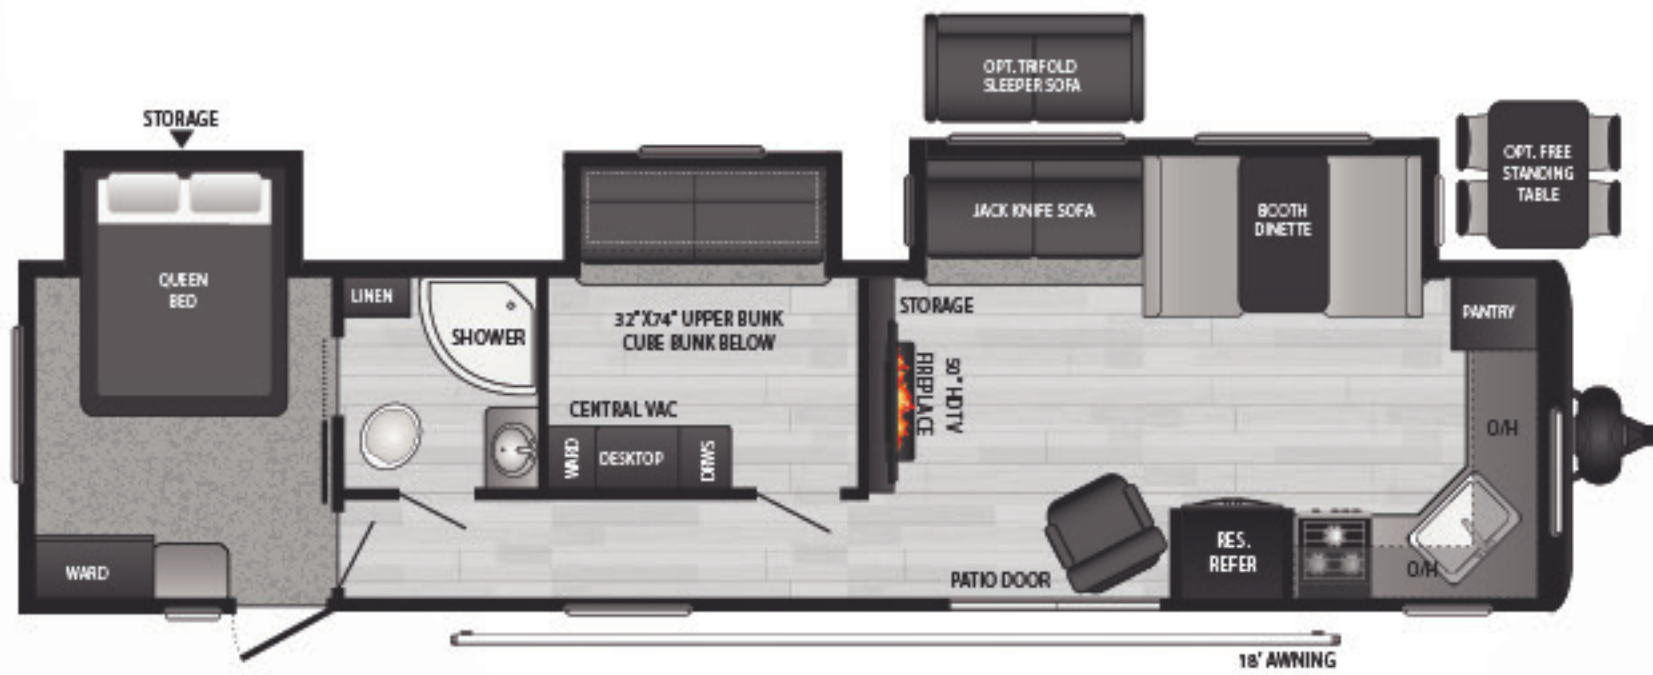 OPT. TRIFOLD
SLEEPER SOFA
STORAGE
OPT. FREE
STANDING
TABLE
JACK KNIFE SOFA
BOOTH
DINETTE
QUEEN
BED
LINEN
SHOWER
32"X74" UPPER BUNK
CUBE BUNK BELOW
STORAGE
PANTRY
50" HDTV
FIREPLACE
CENTRAL VAC
WARD
DESKTOP
DRWS
O/H
WARD
PATIO DOOR
RES.
REFER
O/H
18' AWNING